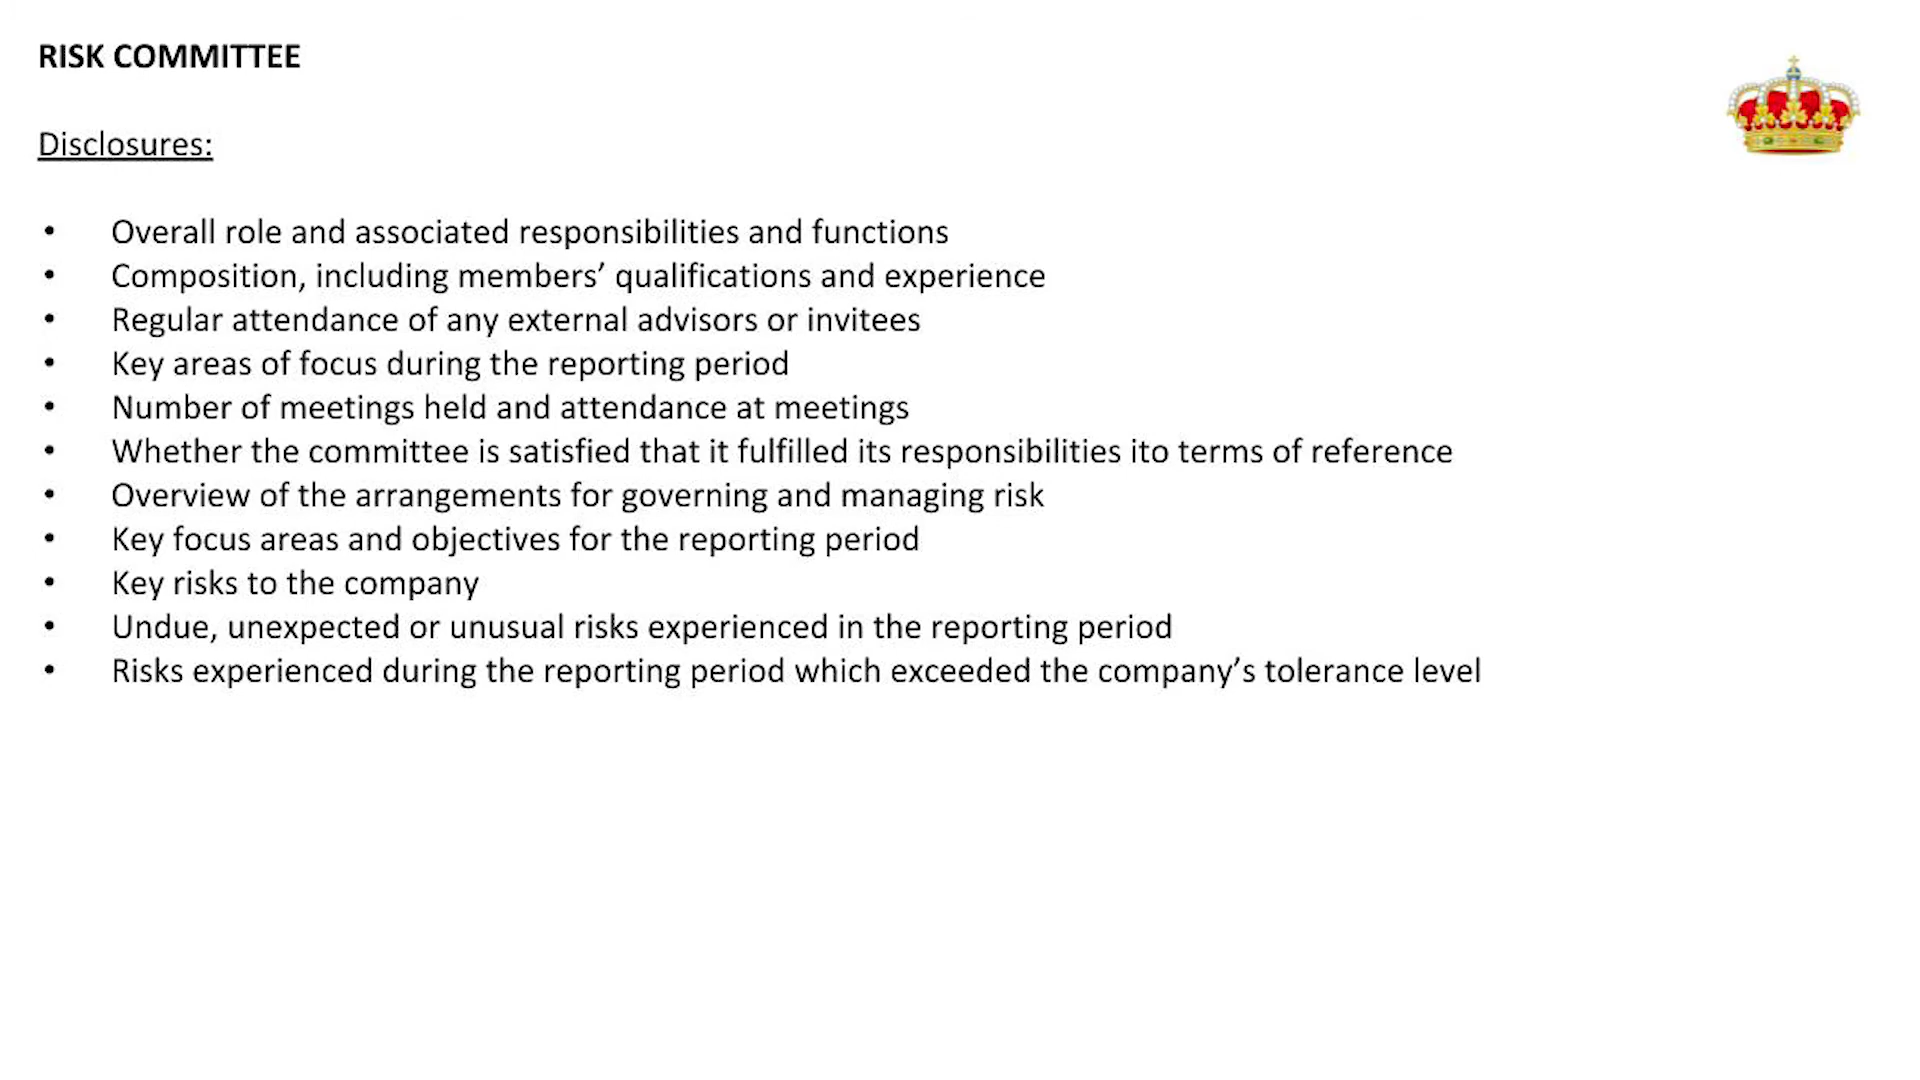 RISK COMMITTEE
Disclosures:
• Overall role and associated responsibilities and functions
• Composition, including members’ qualifications and experience
• Regular attendance of any external advisors or invitees
• Key areas of focus during the reporting period
• Number of meetings held and attendance at meetings
• Whether the committee is satisfied that it fulfilled its responsibilities ito terms of reference
• Overview of the arrangements for governing and managing risk
• Key focus areas and objectives for the reporting period
• Key risks to the company
• Undue, unexpected or unusual risks experienced in the reporting period
• Risks experienced during the reporting period which exceeded the company’s tolerance level